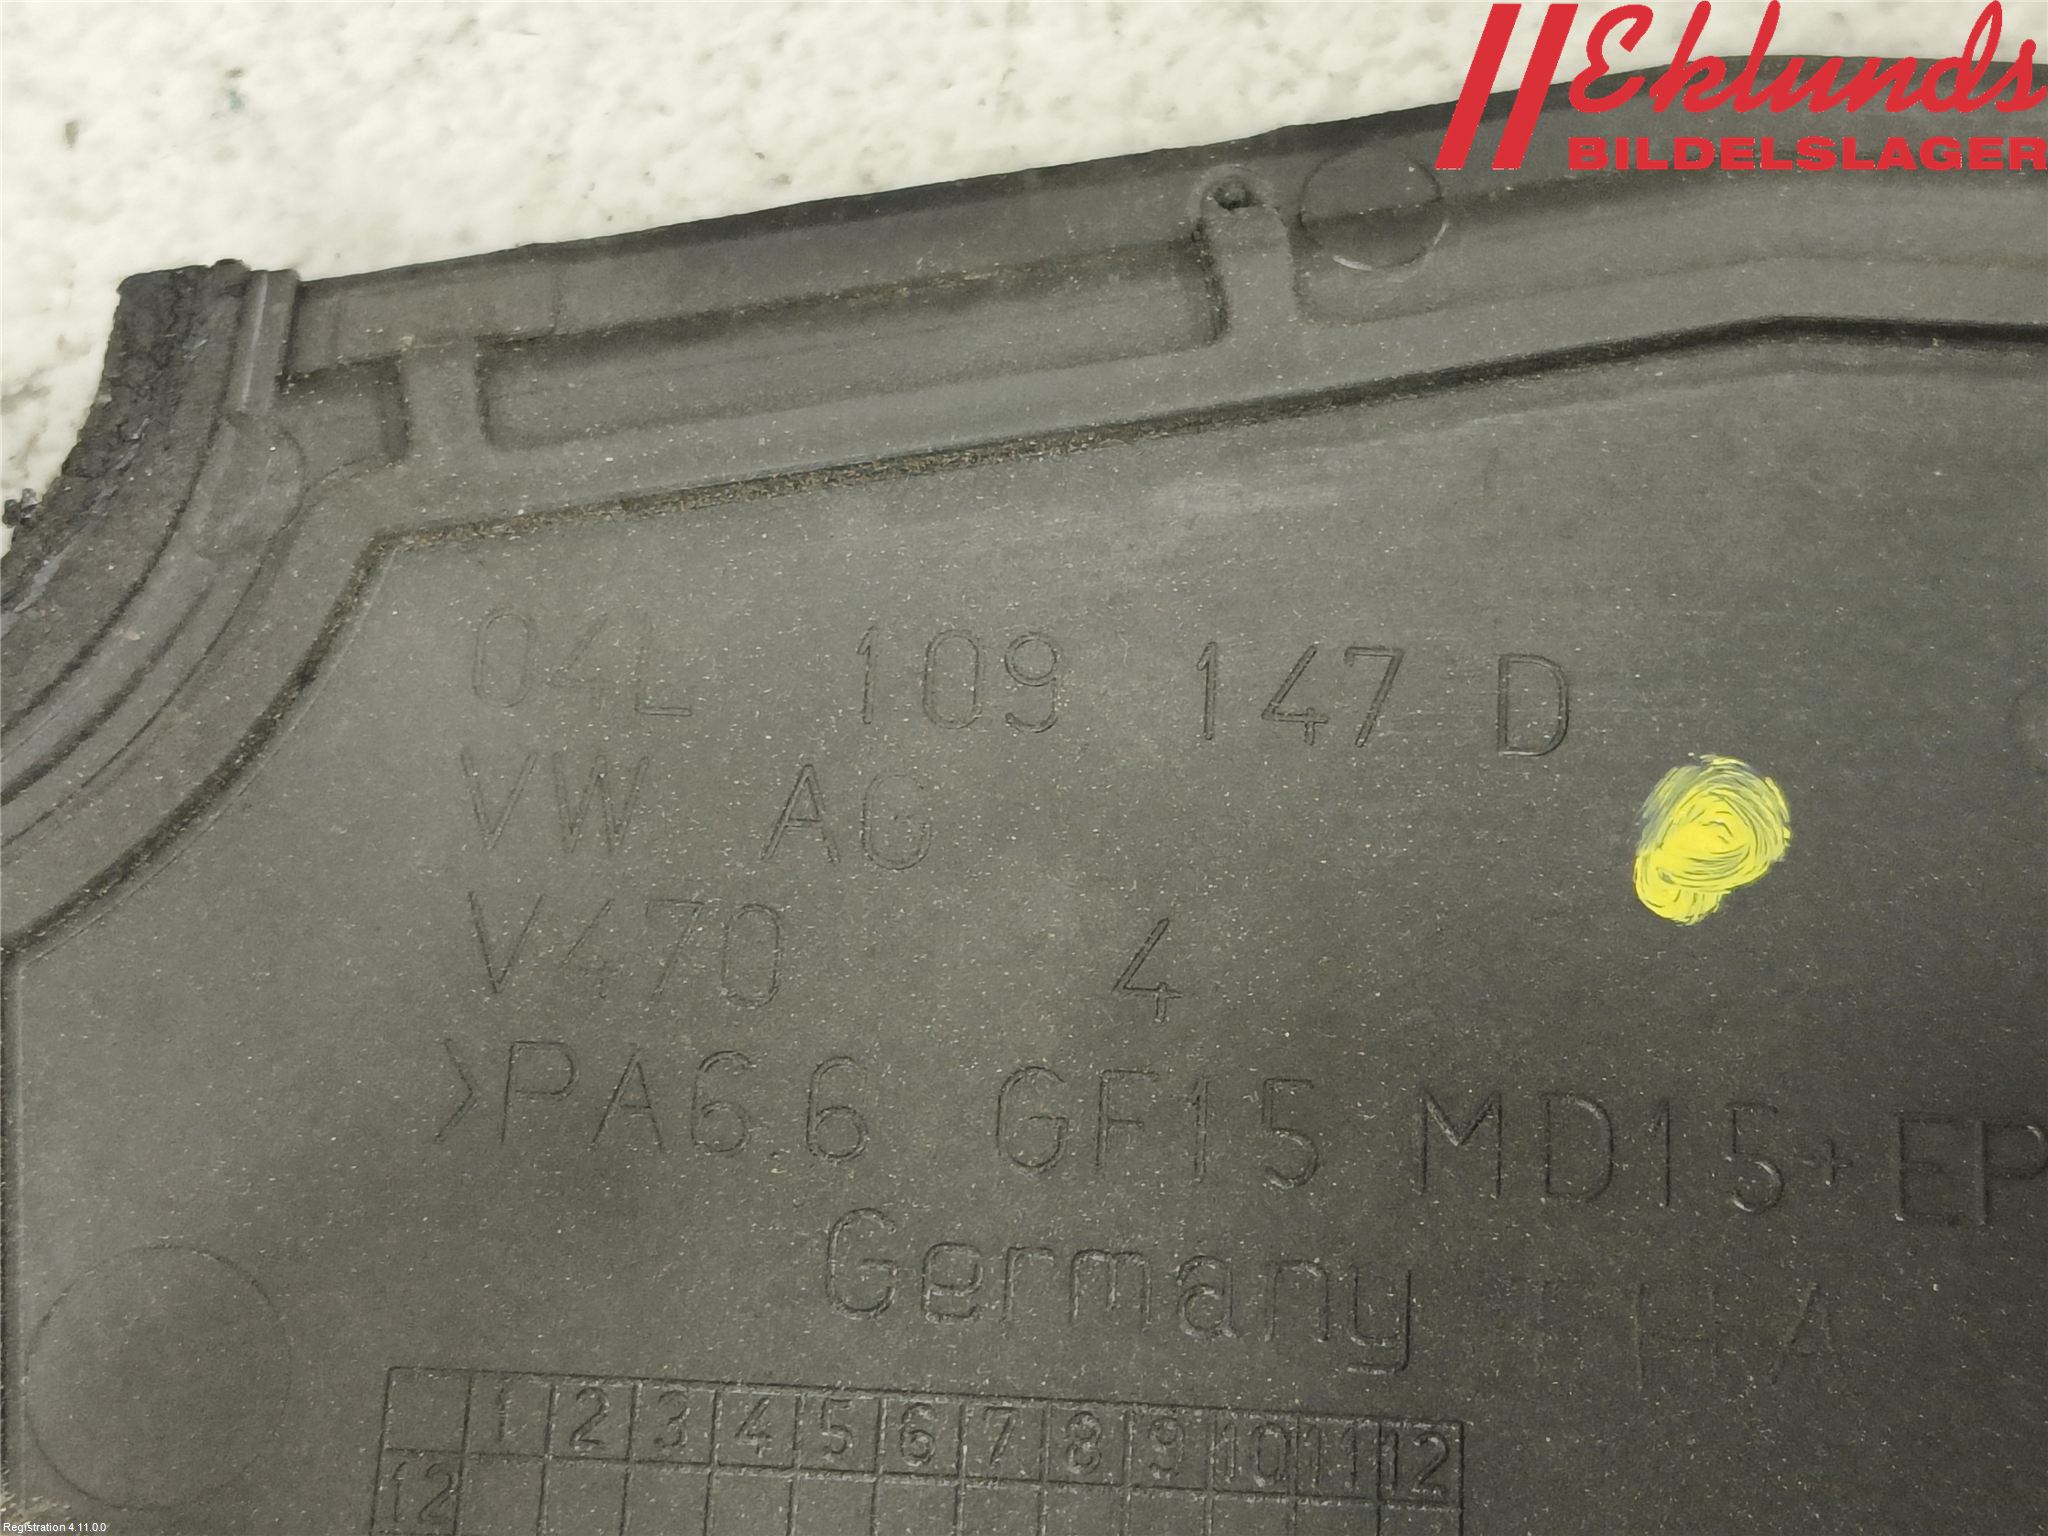 Eklunds
BILDELSLAGER
04L 109 147 D
VW AG
V470 4
>PA6.6 GF15 MD15+EP
Germany
1 2 3 4 5 6 7 8 9 10 11 12
12
Registration 4.11.0.0